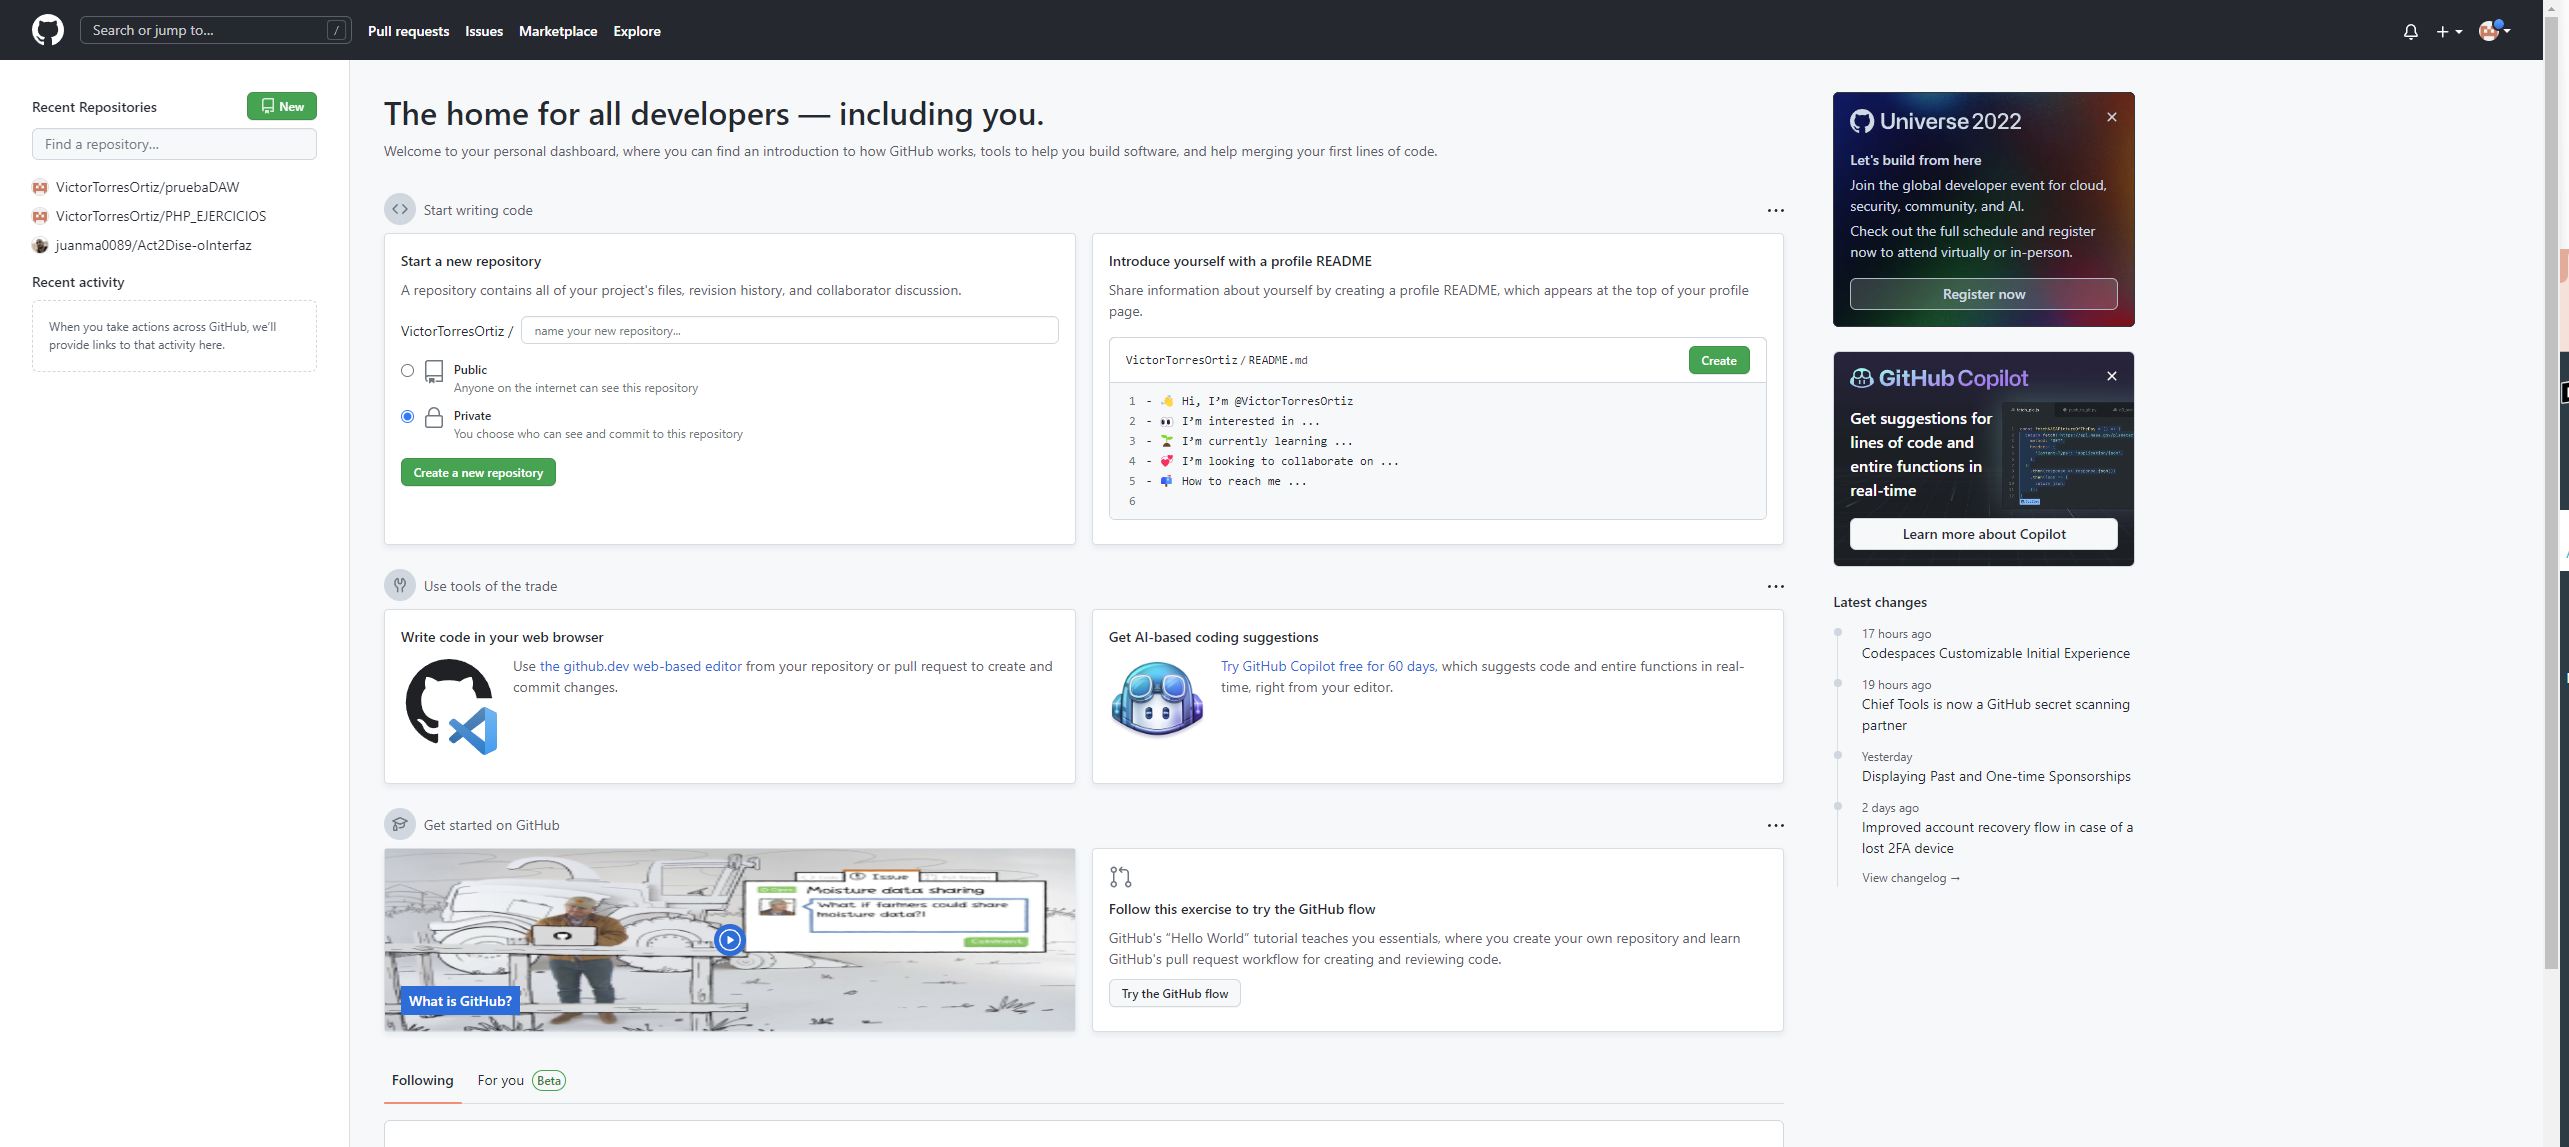 Search or jump to...
/
Pull requests
Issues
Marketplace
Explore
Recent Repositories
New
Find a repository...
VictorTorresOrtiz/pruebaDAW
VictorTorresOrtiz/PHP_EJERCICIOS
juanma0089/Act2Dise-oInterfaz
Recent activity
When you take actions across GitHub, we'll
provide links to that activity here.
The home for all developers — including you.
Welcome to your personal dashboard, where you can find an introduction to how GitHub works, tools to help you build software, and help merging your first lines of code.
Start writing code
Start a new repository
A repository contains all of your project's files, revision history, and collaborator discussion.
VictorTorresOrtiz /
name your new repository...
Public
Anyone on the internet can see this repository
Private
You choose who can see and commit to this repository
Create a new repository
Introduce yourself with a profile README
Share information about yourself by creating a profile README, which appears at the top of your profile
page.
VictorTorresOrtiz / README.md
Create
1 - 👋 Hi, I'm @VictorTorresOrtiz
2 - 👀 I'm interested in ...
3 - 🌱 I'm currently learning ...
4 - 💞️ I'm looking to collaborate on ...
5 - 📫 How to reach me ...
6
Use tools of the trade
Write code in your web browser
Use the github.dev web-based editor from your repository or pull request to create and
commit changes.
Get AI-based coding suggestions
Try GitHub Copilot free for 60 days, which suggests code and entire functions in real-
time, right from your editor.
Get started on GitHub
Issue
Open
Moisture data sharing
What if farmers could share
moisture data?!
Comment
What is GitHub?
Follow this exercise to try the GitHub flow
GitHub's “Hello World” tutorial teaches you essentials, where you create your own repository and learn
GitHub's pull request workflow for creating and reviewing code.
Try the GitHub flow
Following
For you
Beta
Universe 2022
Let's build from here
Join the global developer event for cloud,
security, community, and AI.
Check out the full schedule and register
now to attend virtually or in-person.
Register now
GitHub Copilot
Get suggestions for
lines of code and
entire functions in
real-time
Learn more about Copilot
Latest changes
17 hours ago
Codespaces Customizable Initial Experience
19 hours ago
Chief Tools is now a GitHub secret scanning
partner
Yesterday
Displaying Past and One-time Sponsorships
2 days ago
Improved account recovery flow in case of a
lost 2FA device
View changelog →